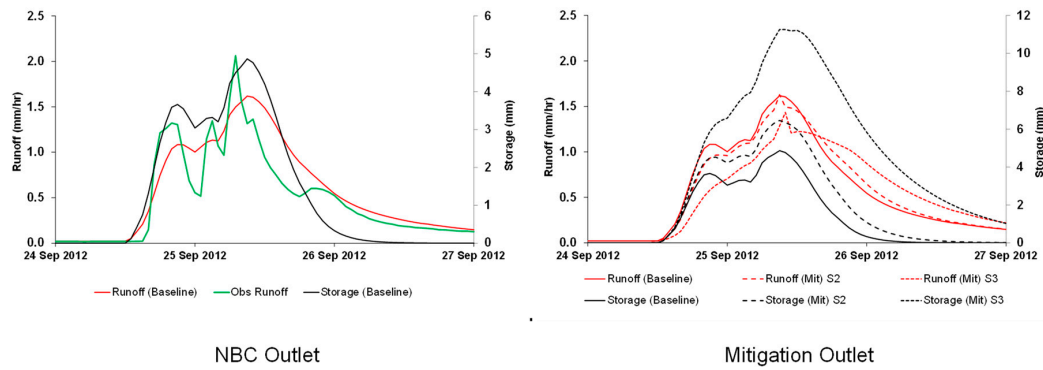 2.5
2.0
1.5
1.0
0.5
0.0
Runoff (mm/hr)
6
5
4
3
2
1
0
Storage (mm)
24 Sep 2012
25 Sep 2012
26 Sep 2012
27 Sep 2012
Runoff (Baseline)
Obs Runoff
Storage (Baseline)
NBC Outlet
2.5
2.0
1.5
1.0
0.5
0.0
Runoff (mm/hr)
12
10
8
6
4
2
0
Storage (mm)
24 Sep 2012
25 Sep 2012
26 Sep 2012
27 Sep 2012
Runoff (Baseline)
Runoff (Mit) S2
Runoff (Mit) S3
Storage (Baseline)
Storage (Mit) S2
Storage (Mit) S3
Mitigation Outlet